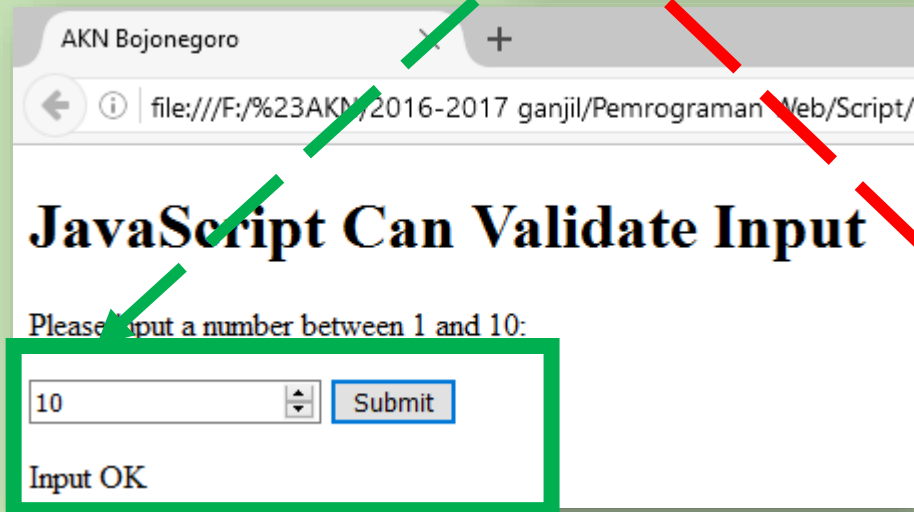 AKN Bojonegoro
file:///F:/%23AKN/2016-2017 ganjil/Pemrograman Web/Script/
JavaScript Can Validate Input
Please input a number between 1 and 10:
10 Submit
Input OK